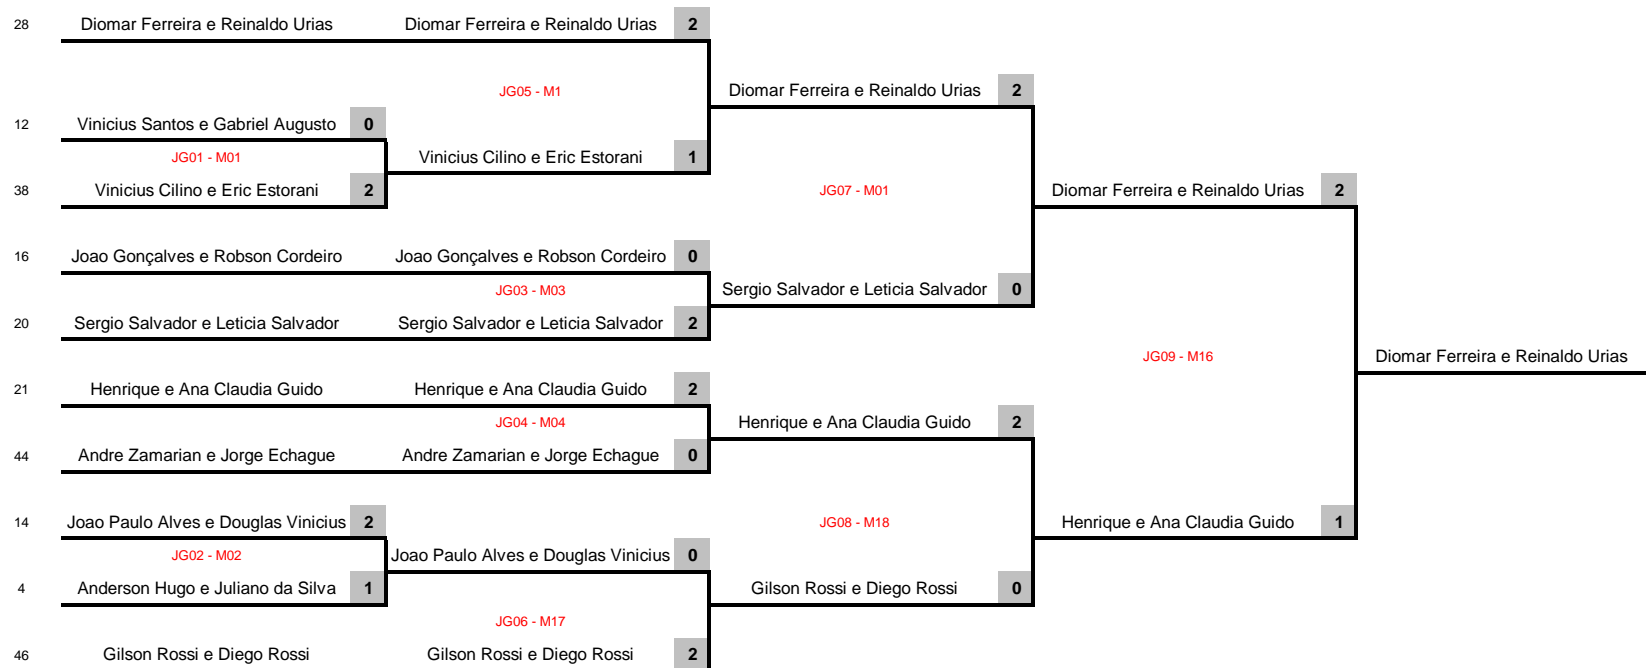 28 Diomar Ferreira e Reinaldo Urias Diomar Ferreira e Reinaldo Urias 2
JG05 - M1 Diomar Ferreira e Reinaldo Urias 2
12 Vinicius Santos e Gabriel Augusto 0
JG01 - M01 Vinicius Cilino e Eric Estorani 1
38 Vinicius Cilino e Eric Estorani 2 JG07 - M01 Diomar Ferreira e Reinaldo Urias 2
16 Joao Gonçalves e Robson Cordeiro Joao Gonçalves e Robson Cordeiro 0
JG03 - M03 Sergio Salvador e Leticia Salvador 0
20 Sergio Salvador e Leticia Salvador Sergio Salvador e Leticia Salvador 2
JG09 - M16 Diomar Ferreira e Reinaldo Urias
21 Henrique e Ana Claudia Guido Henrique e Ana Claudia Guido 2
JG04 - M04 Henrique e Ana Claudia Guido 2
44 Andre Zamarian e Jorge Echague Andre Zamarian e Jorge Echague 0
14 Joao Paulo Alves e Douglas Vinicius 2 JG08 - M18 Henrique e Ana Claudia Guido 1
JG02 - M02 Joao Paulo Alves e Douglas Vinicius 0
4 Anderson Hugo e Juliano da Silva 1 Gilson Rossi e Diego Rossi 0
JG06 - M17
46 Gilson Rossi e Diego Rossi Gilson Rossi e Diego Rossi 2